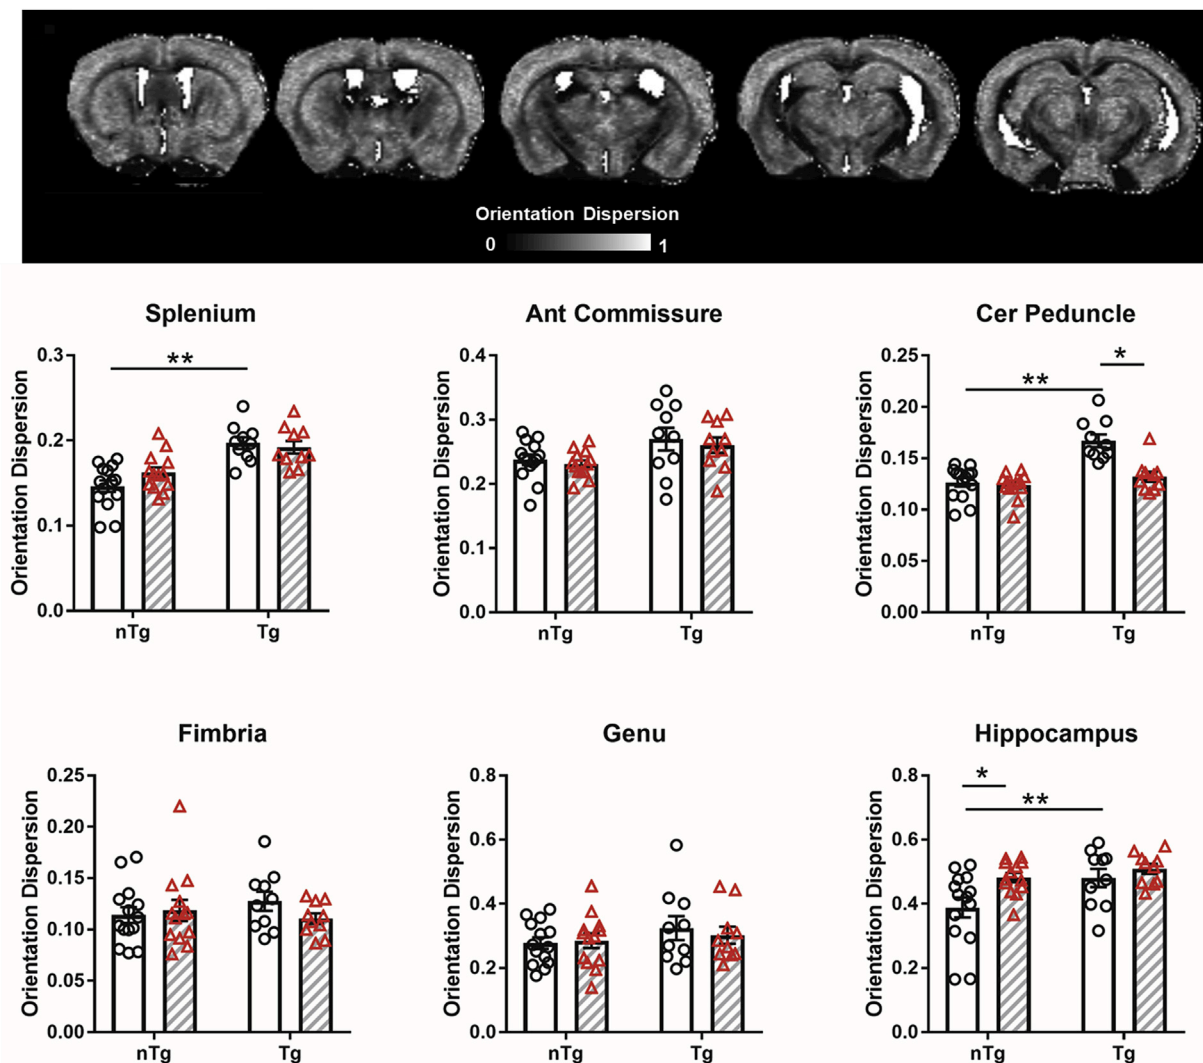 Orientation Dispersion
0 1
Splenium
Orientation Dispersion
0.3
0.2
0.1
0.0
**
nTg
Tg
Ant Commissure
Orientation Dispersion
0.4
0.3
0.2
0.1
0.0
nTg
Tg
Cer Peduncle
Orientation Dispersion
0.25
0.20
0.15
0.10
0.05
0.00
**
*
nTg
Tg
Fimbria
Orientation Dispersion
0.25
0.20
0.15
0.10
0.05
0.00
nTg
Tg
Genu
Orientation Dispersion
0.8
0.6
0.4
0.2
0.0
nTg
Tg
Hippocampus
Orientation Dispersion
0.8
0.6
0.4
0.2
0.0
*
**
nTg
Tg